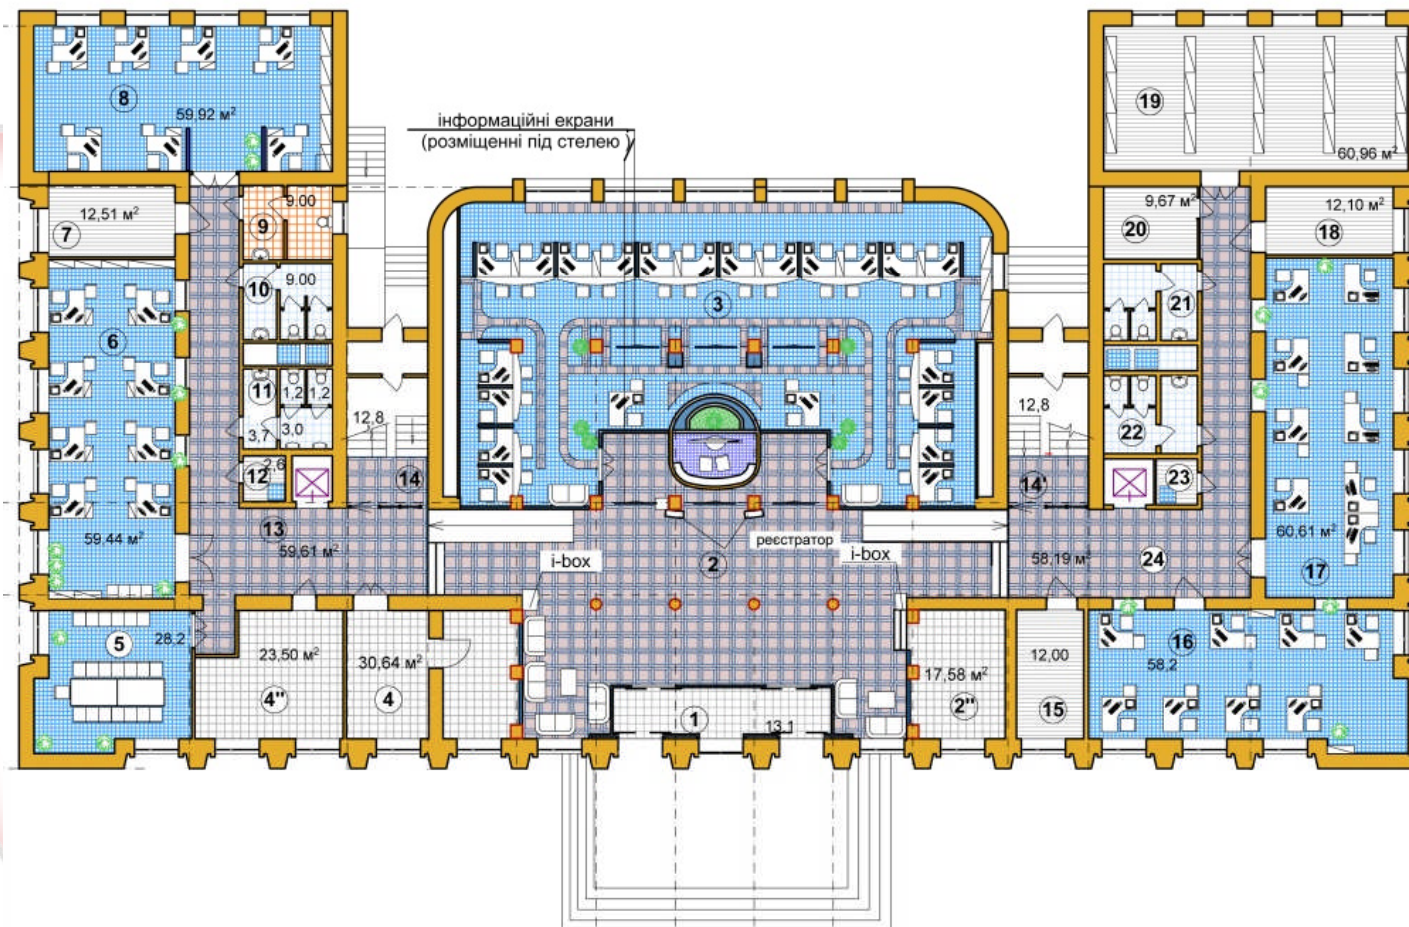 8
59,92 м²
інформаційні екрани
(розміщенні під стелею)
19
60,96 м²
12,51 м²
7
9
9.00
9,67 м²
20
12,10 м²
18
10
9.00
3
21
6
11
1,2
1,2
3,7
3,0
12,8
12,8
22
12
2,6
14
14'
23
13
59,61 м²
59,44 м²
i-box
2
реєстратор
i-box
58,19 м²
24
60,61 м²
17
5
28,2
23,50 м²
4"
30,64 м²
4
1
13,1
17,58 м²
2"
12,00
15
16
58,2